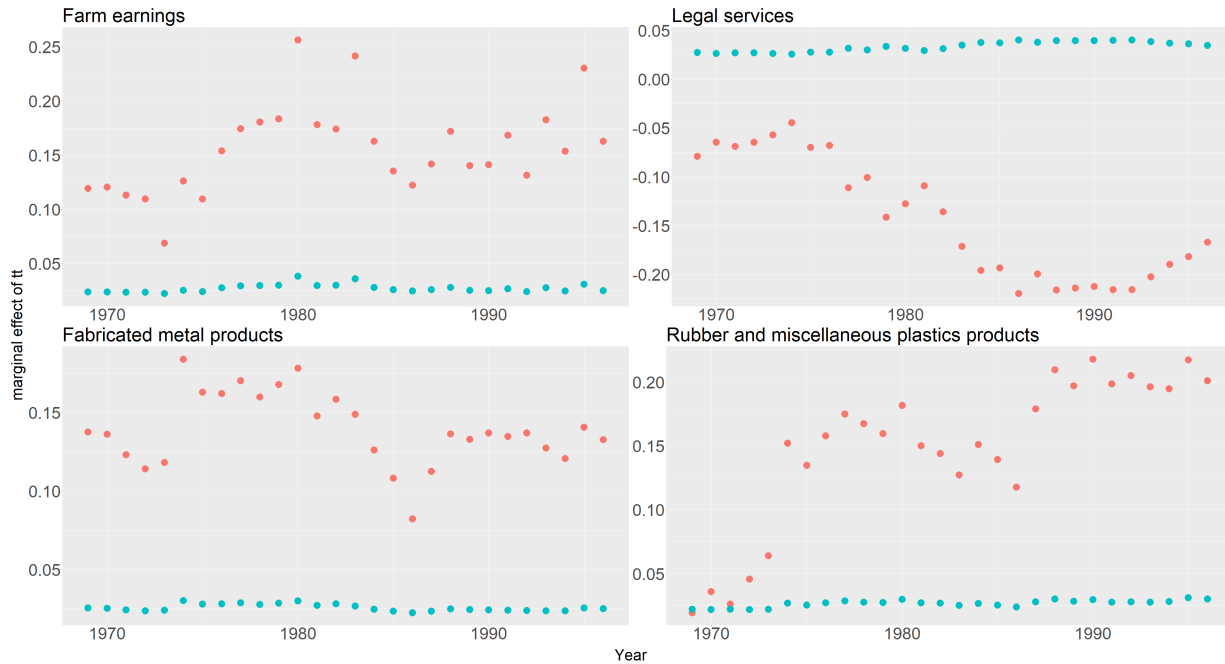 Farm earnings
0.25
0.20
0.15
0.10
0.05
1970 1980 1990
Legal services
0.05
0.00
-0.05
-0.10
-0.15
-0.20
1970 1980 1990
Fabricated metal products
0.15
0.10
0.05
1970 1980 1990
Rubber and miscellaneous plastics products
0.20
0.15
0.10
0.05
1970 1980 1990
marginal effect of tt
Year